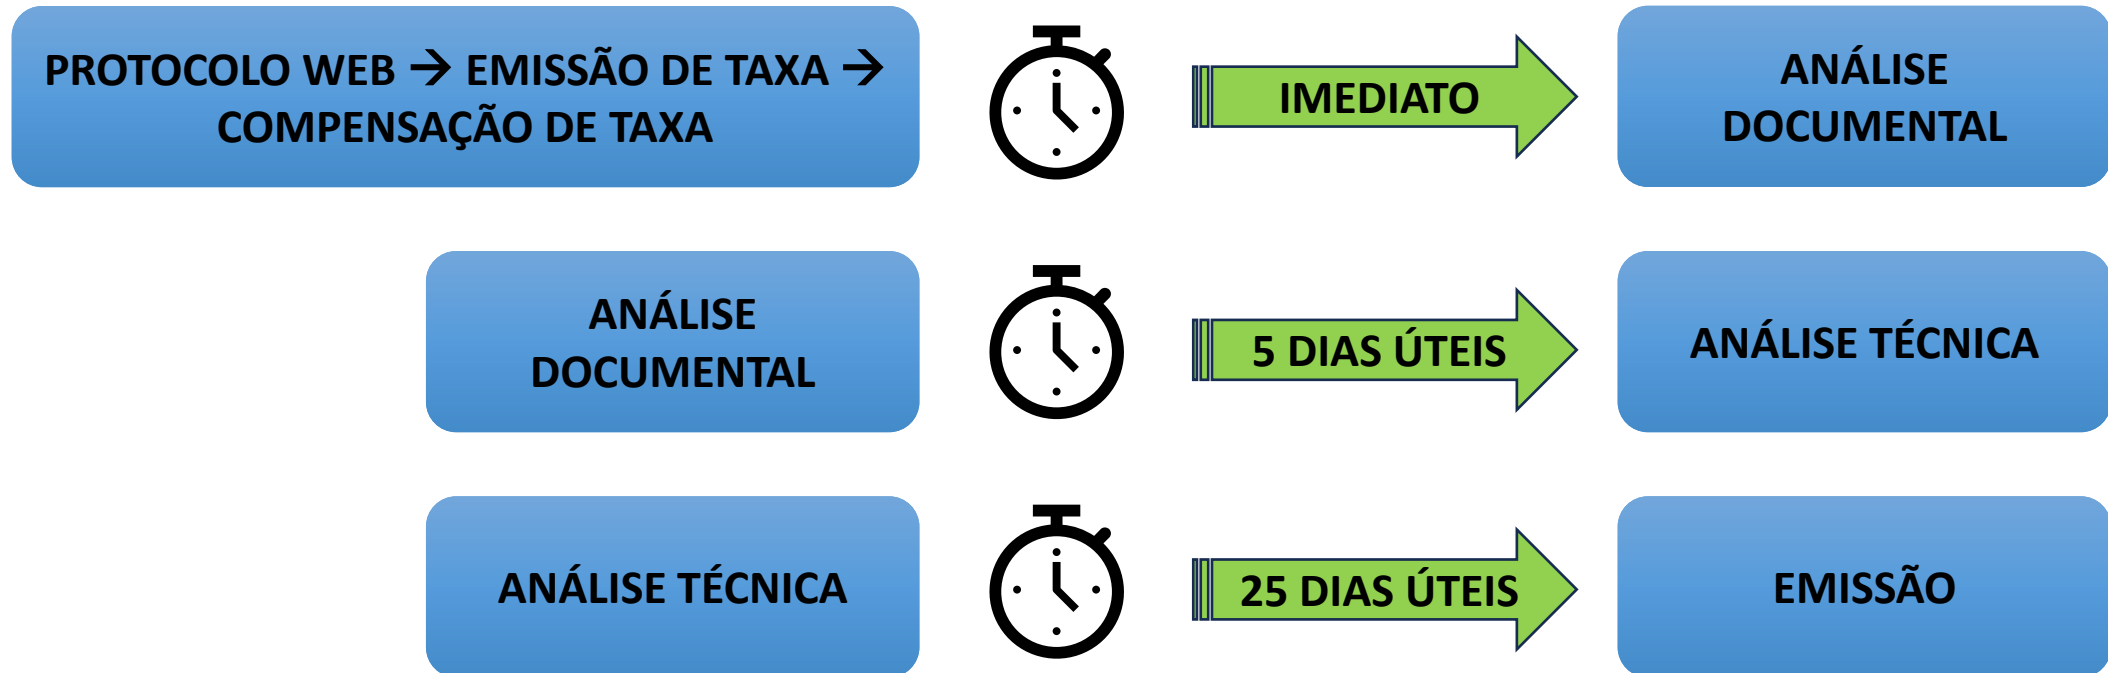 PROTOCOLO WEB → EMISSÃO DE TAXA →
COMPENSAÇÃO DE TAXA
IMEDIATO
ANÁLISE
DOCUMENTAL
ANÁLISE
DOCUMENTAL
5 DIAS ÚTEIS
ANÁLISE TÉCNICA
ANÁLISE TÉCNICA
25 DIAS ÚTEIS
EMISSÃO